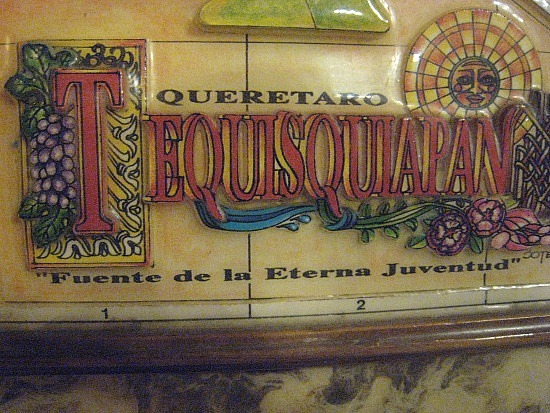 QUERETARO
TEQUISQUIAPAN
"Fuente de la Eterna Juventud"
1 2